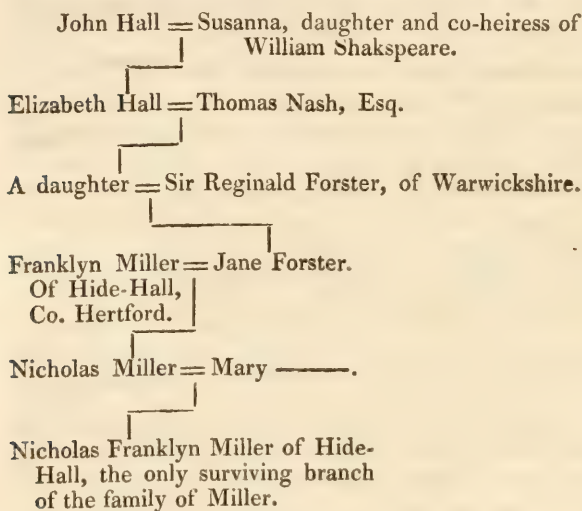 John Hall = Susanna, daughter and co-heiress of
William Shakspeare.
Elizabeth Hall = Thomas Nash, Esq.
A daughter = Sir Reginald Forster, of Warwickshire.
Franklyn Miller = Jane Forster.
Of Hide-Hall,
Co. Hertford.
Nicholas Miller = Mary ———.
Nicholas Franklyn Miller of Hide-
Hall, the only surviving branch
of the family of Miller.